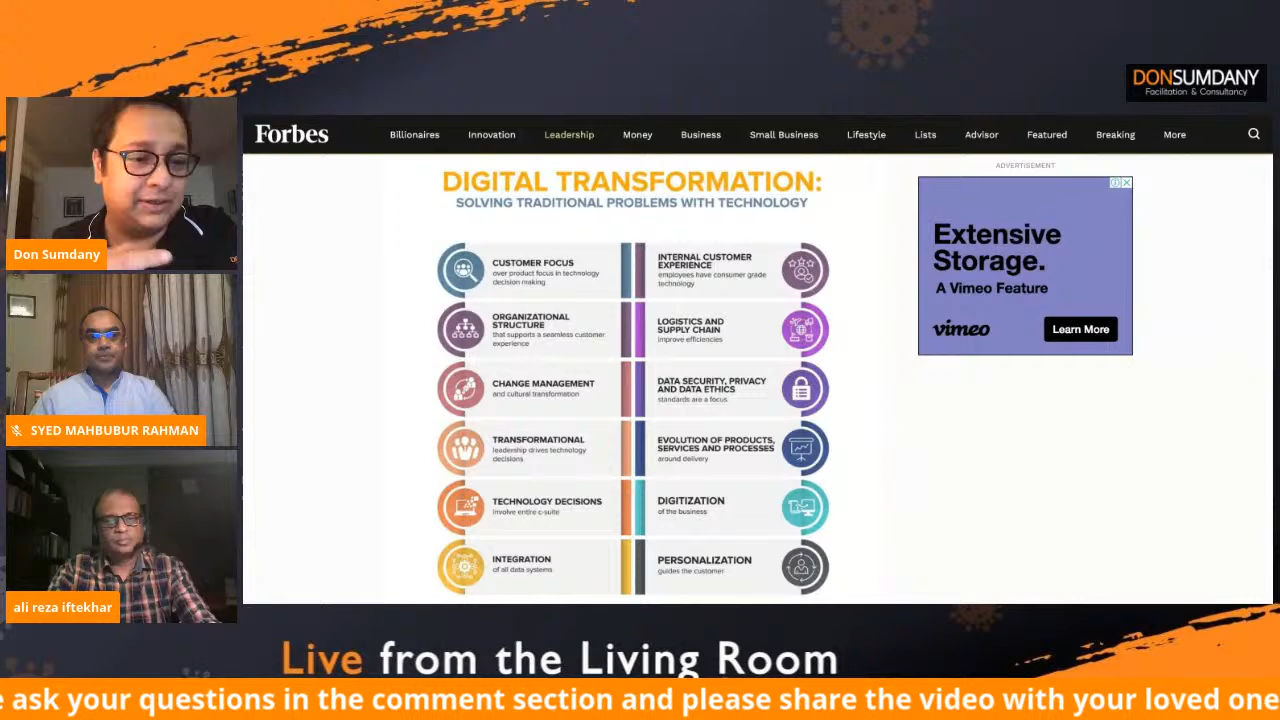 DONSUMDANY
Facilitation & Consultancy
Forbes
Billionaires Innovation Leadership Money Business Small Business Lifestyle Lists Advisor Featured Breaking More
ADVERTISEMENT
DIGITAL TRANSFORMATION:
SOLVING TRADITIONAL PROBLEMS WITH TECHNOLOGY
CUSTOMER FOCUS
over product focus in technology
decision making
ORGANIZATIONAL
STRUCTURE
that supports a seamless customer
experience
CHANGE MANAGEMENT
and cultural transformation
TRANSFORMATIONAL
leadership drives technology
decisions
TECHNOLOGY DECISIONS
involve entire c-suite
INTEGRATION
of all data systems
INTERNAL CUSTOMER
EXPERIENCE
employees have consumer grade
technology
LOGISTICS AND
SUPPLY CHAIN
improve efficiencies
DATA SECURITY, PRIVACY
AND DATA ETHICS
standards are a focus
EVOLUTION OF PRODUCTS,
SERVICES AND PROCESSES
around delivery
DIGITIZATION
of the business
PERSONALIZATION
guides the customer
Extensive
Storage.
A Vimeo Feature
vimeo
Learn More
Don Sumdany
SYED MAHBUBUR RAHMAN
ali reza iftekhar
Live from the Living Room
e ask your questions in the comment section and please share the video with your loved one